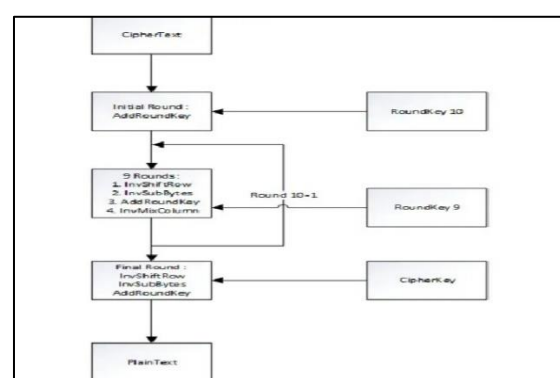 CipherText
Initial Round :
AddRoundKey
RoundKey 10
9 Rounds :
1. InvShiftRow
2. InvSubBytes
3. AddRoundKey
4. InvMixColumn
Round 10-1
RoundKey 9
Final Round :
InvShiftRow
InvSubBytes
AddRoundKey
CipherKey
PlainText